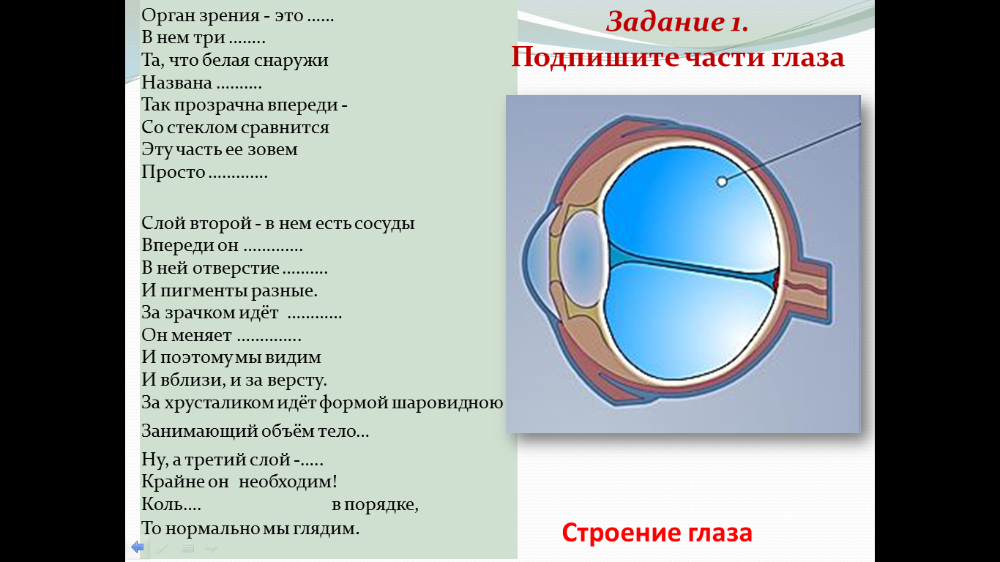 Орган зрения - это ......
В нем три ........
Та, что белая снаружи
Названа ..........
Так прозрачна впереди -
Со стеклом сравнится
Эту часть ее зовем
Просто .............
Слой второй - в нем есть сосуды
Впереди он .............
В ней отверстие ..........
И пигменты разные.
За зрачком идёт ............
Он меняет ..............
И поэтому мы видим
И вблизи, и за версту.
За хрусталиком идёт формой шаровидною
Занимающий объём тело...
Ну, а третий слой -.....
Крайне он необходим!
Коль.... в порядке,
То нормально мы глядим.
Задание 1.
Подпишите части глаза
Строение глаза